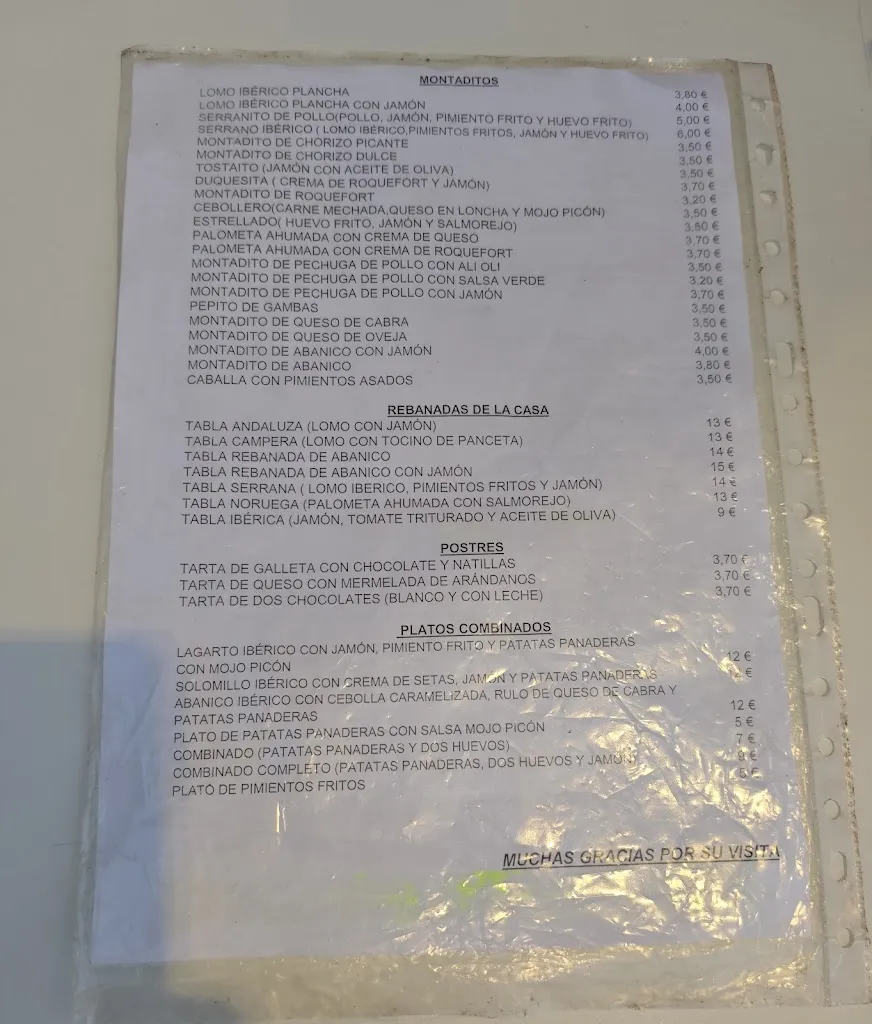 MONTADITOS
LOMO IBÉRICO PLANCHA 3,80 €
LOMO IBÉRICO PLANCHA CON JAMÓN 4,00 €
SERRANITO DE POLLO(POLLO, JAMÓN, PIMIENTO FRITO Y HUEVO FRITO) 5,00 €
SERRANO IBÉRICO ( LOMO IBÉRICO,PIMIENTOS FRITOS, JAMÓN Y HUEVO FRITO) 6,00 €
MONTADITO DE CHORIZO PICANTE 3,50 €
MONTADITO DE CHORIZO DULCE 3,50 €
TOSTAITO (JAMÓN CON ACEITE DE OLIVA) 3,50 €
DUQUESITA ( CREMA DE ROQUEFORT Y JAMÓN) 3,70 €
MONTADITO DE ROQUEFORT 3,20 €
CEBOLLERO(CARNE MECHADA,QUESO EN LONCHA Y MOJO PICÓN) 3,50 €
ESTRELLADO( HUEVO FRITO, JAMÓN Y SALMOREJO) 3,50 €
PALOMETA AHUMADA CON CREMA DE QUESO 3,70 €
PALOMETA AHUMADA CON CREMA DE ROQUEFORT 3,70 €
MONTADITO DE PECHUGA DE POLLO CON ALI OLI 3,50 €
MONTADITO DE PECHUGA DE POLLO CON SALSA VERDE 3.20 €
MONTADITO DE PECHUGA DE POLLO CON JAMÓN 3,70 €
PEPITO DE GAMBAS 3,50 €
MONTADITO DE QUESO DE CABRA 3,50 €
MONTADITO DE QUESO DE OVEJA 3,50 €
MONTADITO DE ABANICO CON JAMÓN 4,00 €
MONTADITO DE ABANICO 3,80 €
CABALLA CON PIMIENTOS ASADOS 3,50 €
REBANADAS DE LA CASA
TABLA ANDALUZA (LOMO CON JAMÓN) 13 €
TABLA CAMPERA (LOMO CON TOCINO DE PANCETA) 13 €
TABLA REBANADA DE ABANICO 14 €
TABLA REBANADA DE ABANICO CON JAMÓN 15 €
TABLA SERRANA ( LOMO IBERICO, PIMIENTOS FRITOS Y JAMÓN) 14 €
TABLA NORUEGA (PALOMETA AHUMADA CON SALMOREJO) 13 €
TABLA IBÉRICA (JAMÓN, TOMATE TRITURADO Y ACEITE DE OLIVA) 9 €
POSTRES
TARTA DE GALLETA CON CHOCOLATE Y NATILLAS 3,70 €
TARTA DE QUESO CON MERMELADA DE ARÁNDANOS 3,70 €
TARTA DE DOS CHOCOLATES (BLANCO Y CON LECHE) 3,70 €
PLATOS COMBINADOS
LAGARTO IBÉRICO CON JAMÓN, PIMIENTO FRITO Y PATATAS PANADERAS
CON MOJO PICÓN 12 €
SOLOMILLO IBÉRICO CON CREMA DE SETAS, JAMÓN Y PATATAS PANADERAS 12 €
ABANICO IBÉRICO CON CEBOLLA CARAMELIZADA, RULO DE QUESO DE CABRA Y
PATATAS PANADERAS 12 €
PLATO DE PATATAS PANADERAS CON SALSA MOJO PICÓN 5 €
COMBINADO (PATATAS PANADERAS Y DOS HUEVOS) 7 €
COMBINADO COMPLETO (PATATAS PANADERAS, DOS HUEVOS Y JAMÓN) 9 €
PLATO DE PIMIENTOS FRITOS 5 €
MUCHAS GRACIAS POR SU VISITA